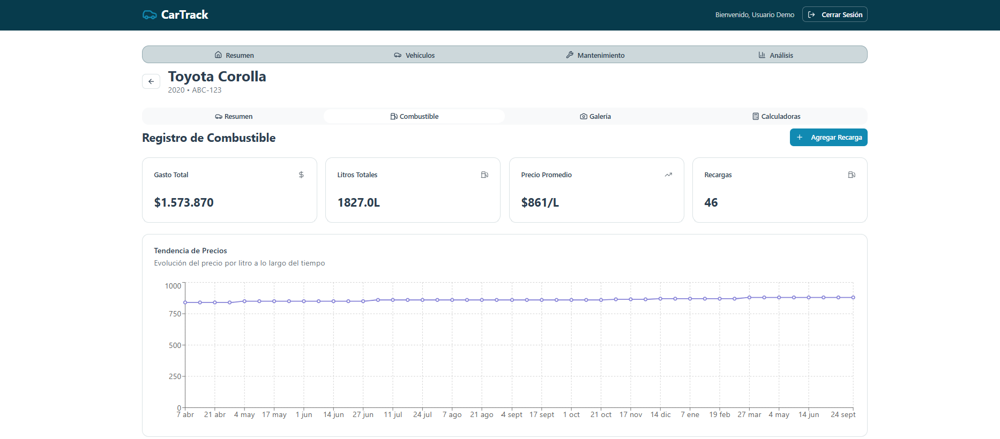 CarTrack
Bienvenido, Usuario Demo
Cerrar Sesión
Resumen
Vehículos
Mantenimiento
Análisis
Toyota Corolla
2020 • ABC-123
Resumen
Combustible
Galería
Calculadoras
Registro de Combustible
+ Agregar Recarga
Gasto Total
$
$1.573.870
Litros Totales
1827.0L
Precio Promedio
$861/L
Recargas
46
Tendencia de Precios
Evolución del precio por litro a lo largo del tiempo
1000
750
500
250
0
7 abr 21 abr 4 may 17 may 1 jun 14 jun 27 jun 11 jul 24 jul 7 ago 21 ago 4 sept 17 sept 1 oct 21 oct 17 nov 14 dic 7 ene 19 feb 27 mar 4 may 14 jun 24 sept